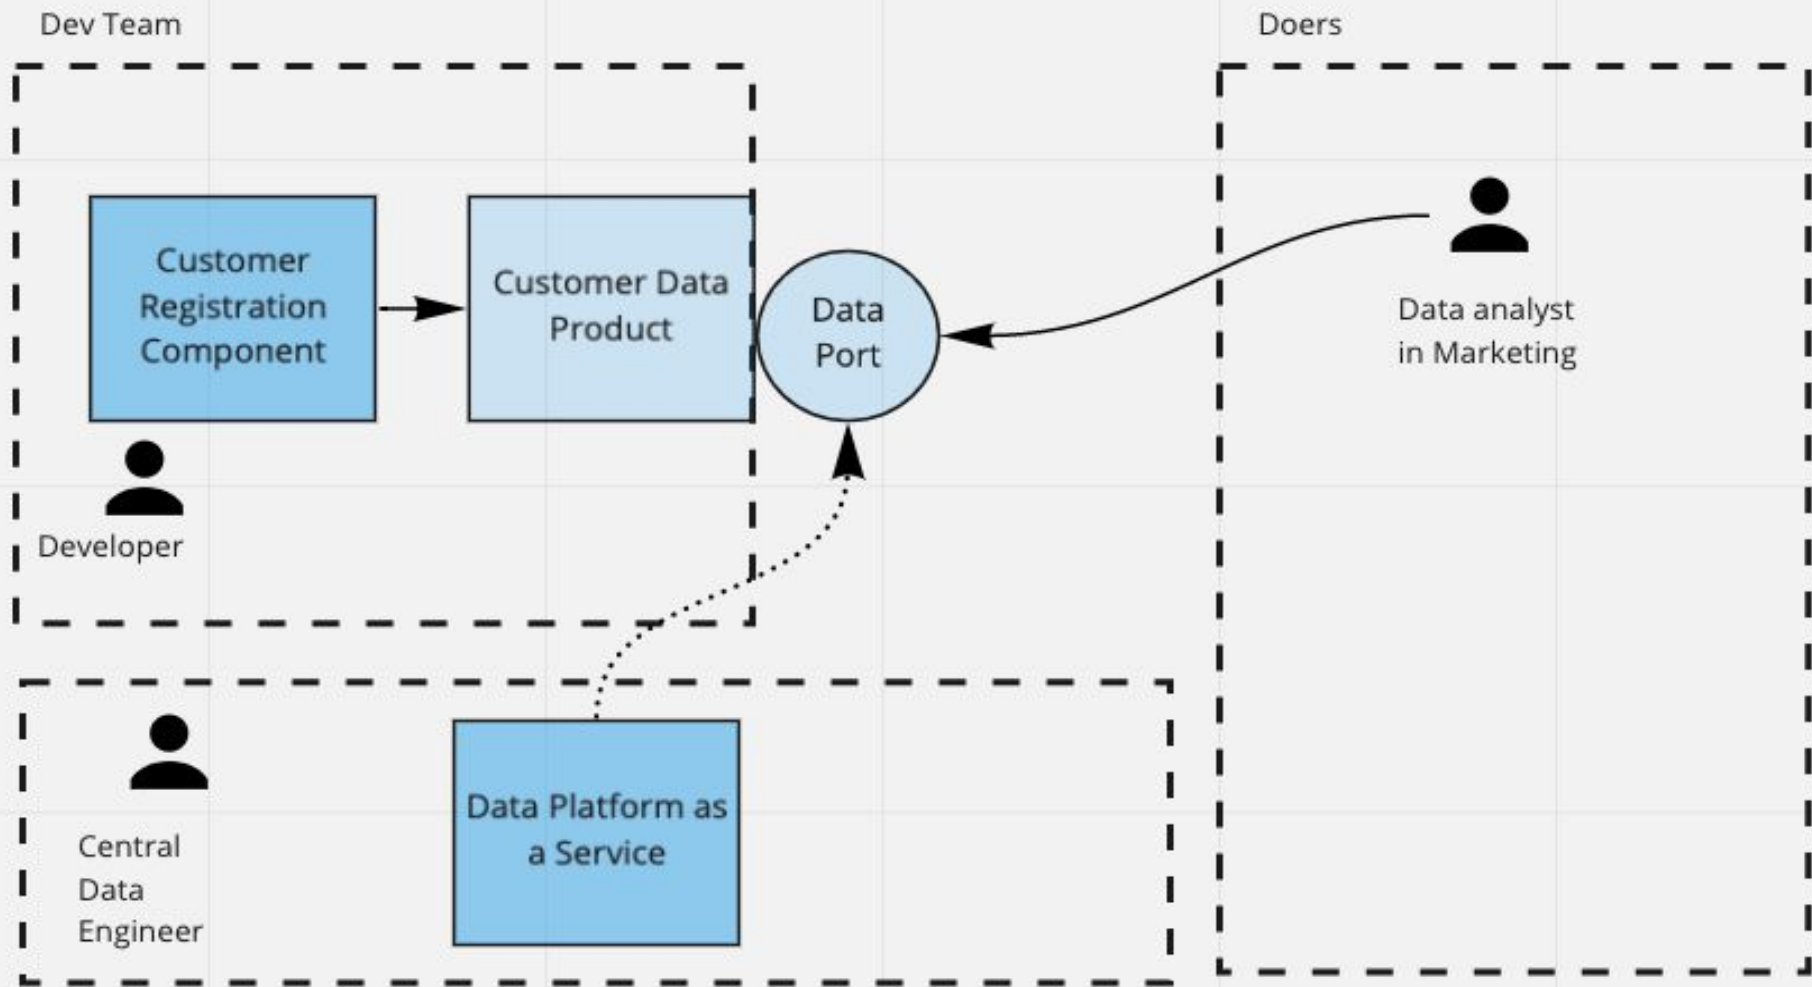 Dev Team
Doers
Customer
Registration
Component
Customer Data
Product
Data
Port
Data analyst
in Marketing
Developer
Central
Data
Engineer
Data Platform as
a Service